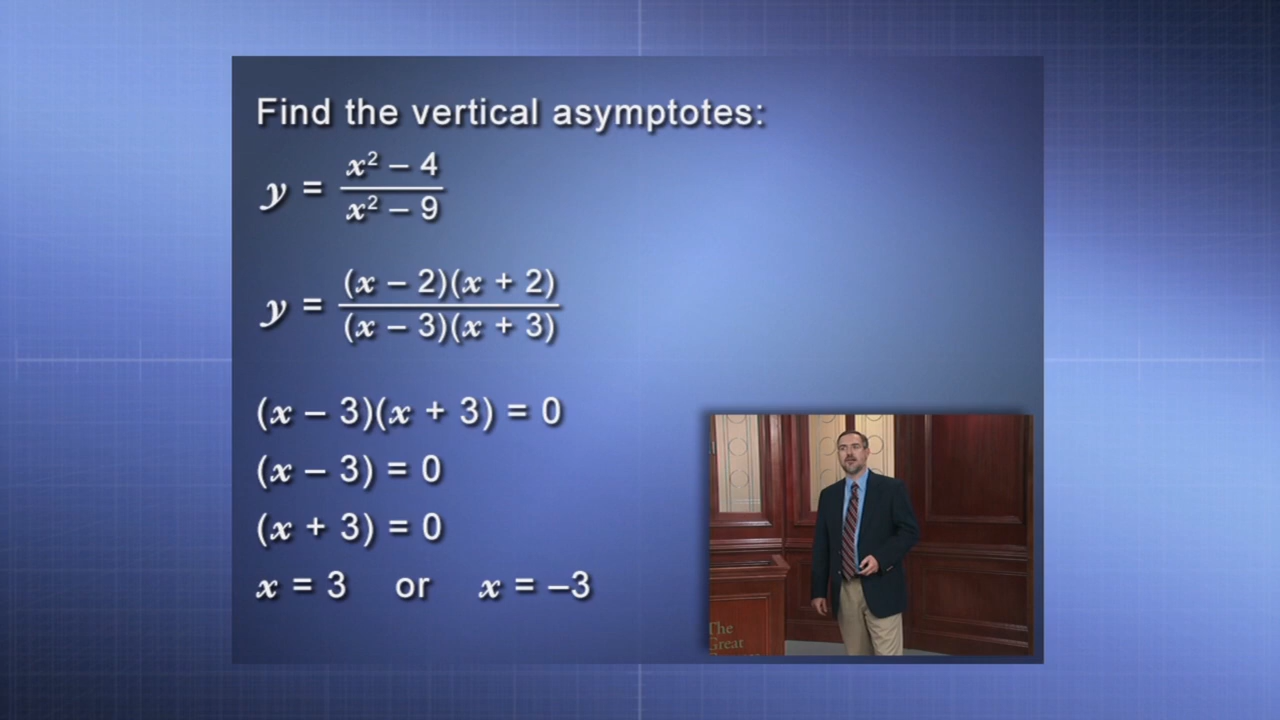 Find the vertical asymptotes:
y = (x² – 4)/(x² – 9)
y = ((x – 2)(x + 2))/((x – 3)(x + 3))
(x – 3)(x + 3) = 0
(x – 3) = 0
(x + 3) = 0
x = 3 or x = –3
The
Great